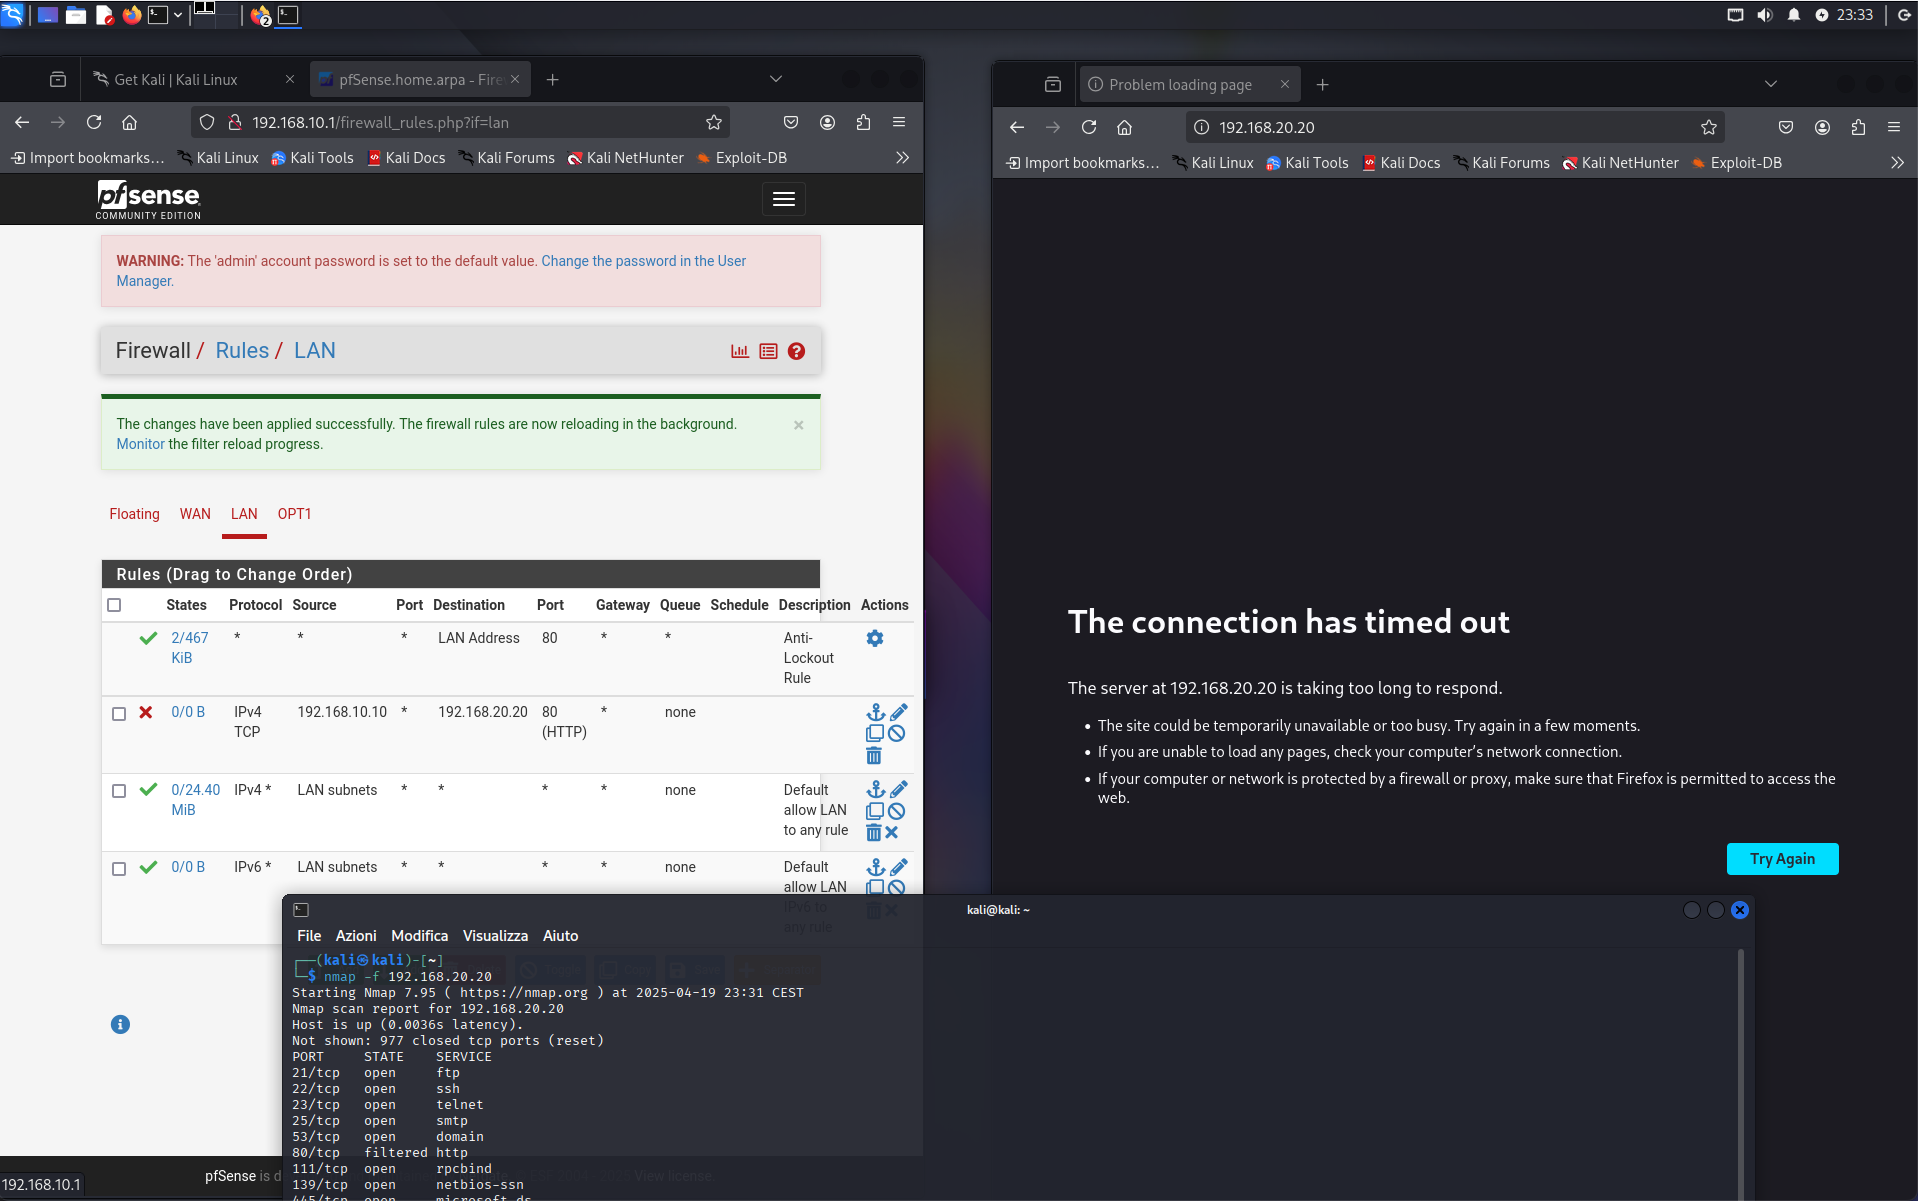 23:33
Get Kali | Kali Linux
pfSense.home.arpa - Fire
192.168.10.1/firewall_rules.php?if=lan
Import bookmarks...
Kali Linux
Kali Tools
Kali Docs
Kali Forums
Kali NetHunter
Exploit-DB
pfsense
COMMUNITY EDITION
WARNING: The 'admin' account password is set to the default value. Change the password in the User
Manager.
Firewall / Rules / LAN
The changes have been applied successfully. The firewall rules are now reloading in the background.
Monitor the filter reload progress.
Floating WAN LAN OPT1
Rules (Drag to Change Order)
States Protocol Source Port Destination Port Gateway Queue Schedule Description Actions
2/467 KiB * * * LAN Address 80 * * Anti-Lockout Rule
0/0 B IPv4 TCP 192.168.10.10 * 192.168.20.20 80 (HTTP) * none
0/24.40 MiB IPv4 * LAN subnets * * * * none Default allow LAN to any rule
0/0 B IPv6 * LAN subnets * * * * none Default allow LAN IPv6 to any rule
pfSense is d
View license
192.168.10.1
Problem loading page
192.168.20.20
Import bookmarks...
Kali Linux
Kali Tools
Kali Docs
Kali Forums
Kali NetHunter
Exploit-DB
The connection has timed out
The server at 192.168.20.20 is taking too long to respond.
• The site could be temporarily unavailable or too busy. Try again in a few moments.
• If you are unable to load any pages, check your computer's network connection.
• If your computer or network is protected by a firewall or proxy, make sure that Firefox is permitted to access the
web.
Try Again
kali@kali: ~
File Azioni Modifica Visualizza Aiuto
┌──(kali㉿kali)-[~]
└─$ nmap -f 192.168.20.20
Starting Nmap 7.95 ( https://nmap.org ) at 2025-04-19 23:31 CEST
Nmap scan report for 192.168.20.20
Host is up (0.0036s latency).
Not shown: 977 closed tcp ports (reset)
PORT STATE SERVICE
21/tcp open ftp
22/tcp open ssh
23/tcp open telnet
25/tcp open smtp
53/tcp open domain
80/tcp filtered http
111/tcp open rpcbind
139/tcp open netbios-ssn
445/tcp open microsoft-ds